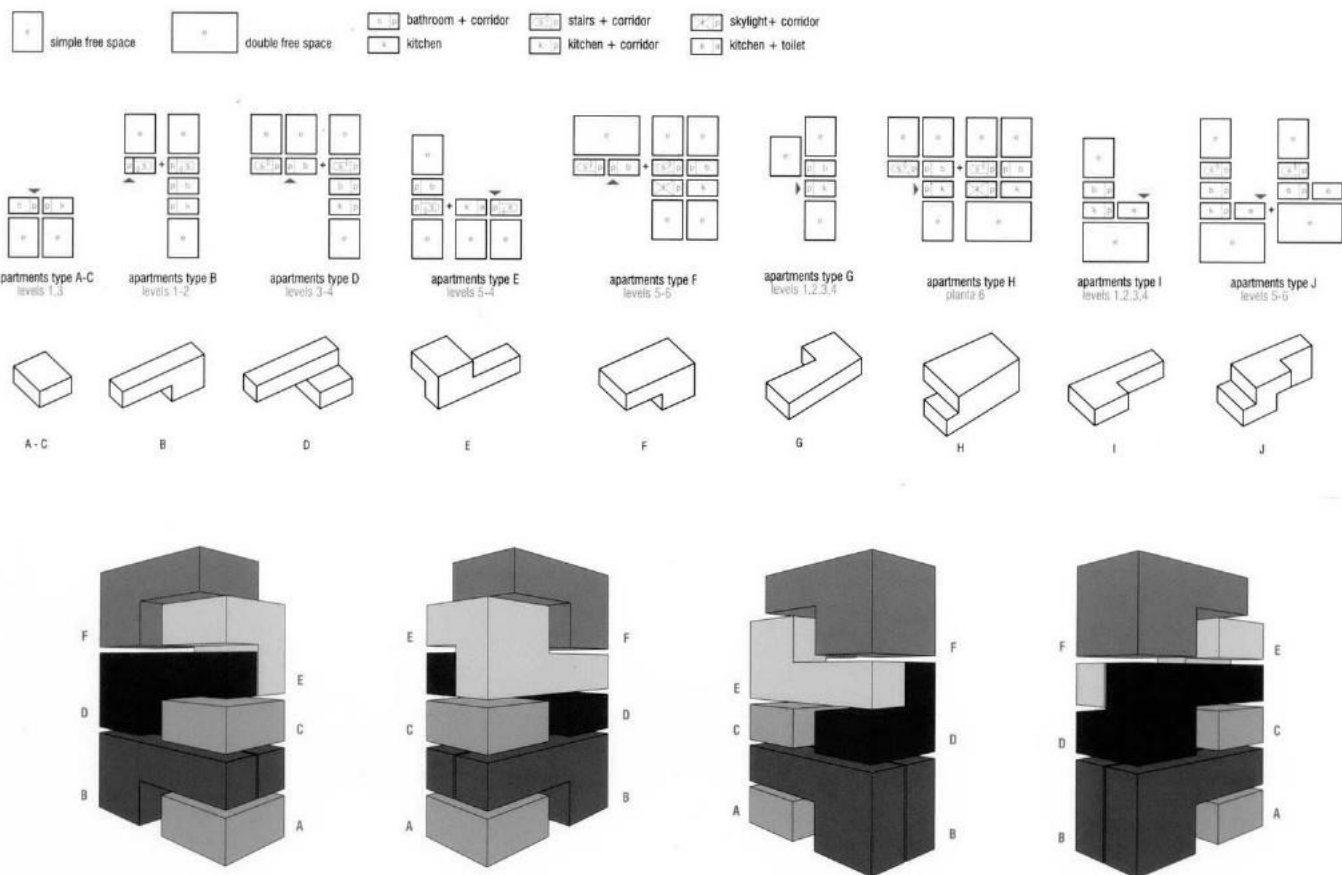 bathroom + corridor
stairs + corridor
skylight+ corridor
simple free space
double free space
kitchen
kitchen + corridor
kitchen + toilet
partments type A-C
levels 1,3
apartments type B
levels 1-2
apartments type D
levels 3-4
apartments type E
levels 5-4
apartments type F
levels 5-6
apartments type G
levels 1,2,3,4
apartments type H
planta 6
apartments type I
levels 1,2,3,4
apartments type J
levels 5-6
A - C
B
D
E
F
G
H
I
J
F
E
D
C
B
A
E
F
C
D
A
B
E
F
C
D
A
B
F
E
D
C
B
A